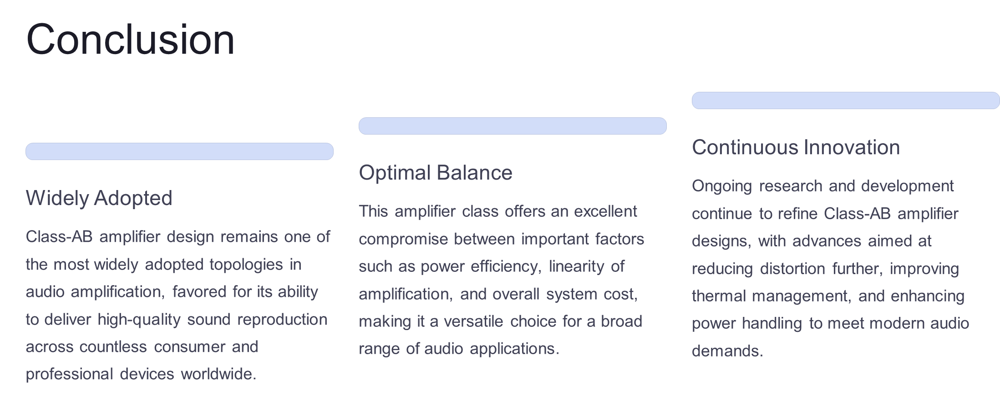 Conclusion
Widely Adopted
Class-AB amplifier design remains one of
the most widely adopted topologies in
audio amplification, favored for its ability
to deliver high-quality sound reproduction
across countless consumer and
professional devices worldwide.
Optimal Balance
This amplifier class offers an excellent
compromise between important factors
such as power efficiency, linearity of
amplification, and overall system cost,
making it a versatile choice for a broad
range of audio applications.
Continuous Innovation
Ongoing research and development
continue to refine Class-AB amplifier
designs, with advances aimed at
reducing distortion further, improving
thermal management, and enhancing
power handling to meet modern audio
demands.